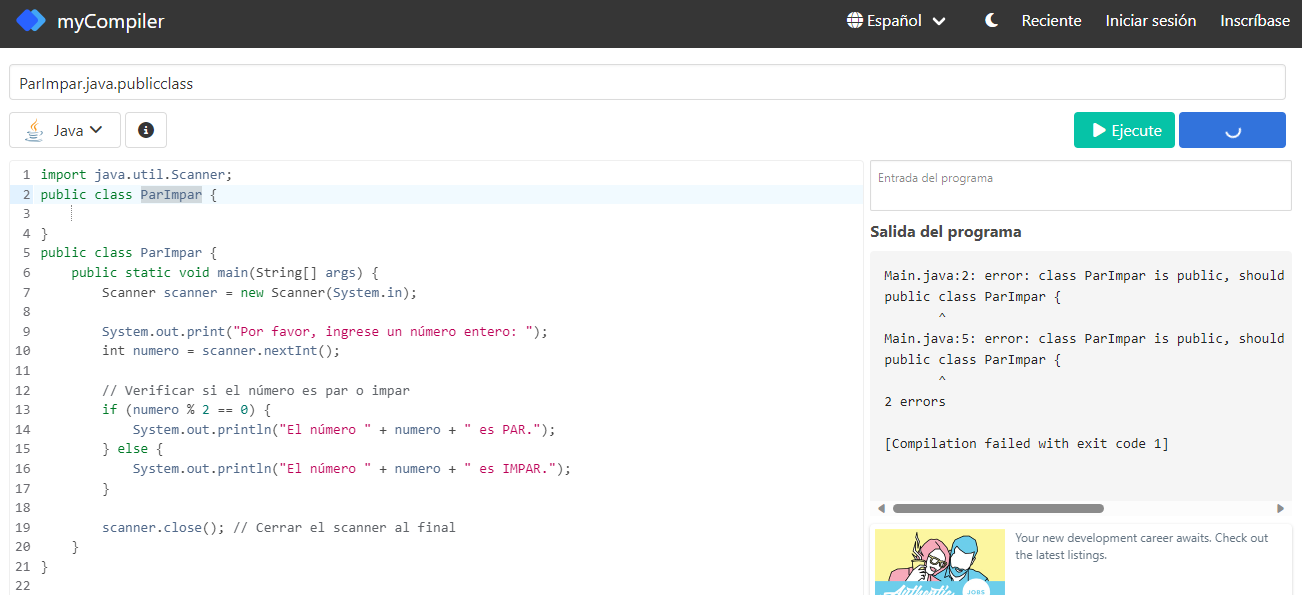 myCompiler
Español
Reciente
Iniciar sesión
Inscríbase
ParImpar.java.publicclass
Java
Ejecute
1 import java.util.Scanner;
2 public class ParImpar {
3
4 }
5 public class ParImpar {
6 public static void main(String[] args) {
7 Scanner scanner = new Scanner(System.in);
8
9 System.out.print("Por favor, ingrese un número entero: ");
10 int numero = scanner.nextInt();
11
12 // Verificar si el número es par o impar
13 if (numero % 2 == 0) {
14 System.out.println("El número " + numero + " es PAR.");
15 } else {
16 System.out.println("El número " + numero + " es IMPAR.");
17 }
18
19 scanner.close(); // Cerrar el scanner al final
20 }
21 }
22
Entrada del programa
Salida del programa
Main.java:2: error: class ParImpar is public, should
public class ParImpar {
^
Main.java:5: error: class ParImpar is public, should
public class ParImpar {
^
2 errors
[Compilation failed with exit code 1]
Your new development career awaits. Check out
the latest listings.
Authentic
JOBS